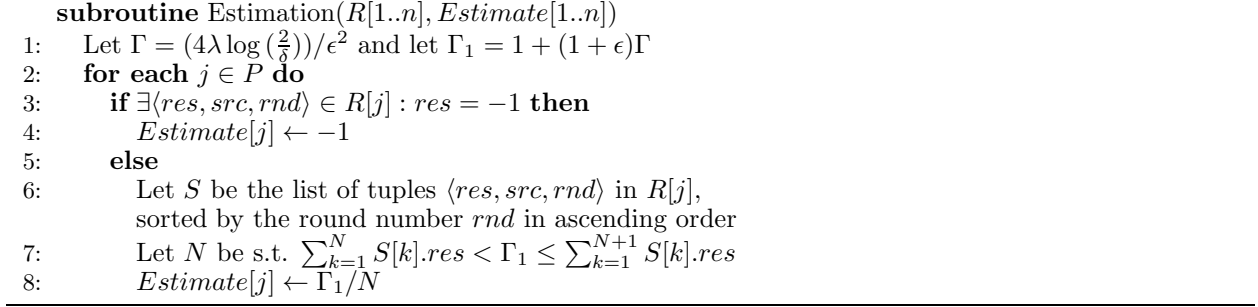 subroutine Estimation(R[1..n], Estimate[1..n])
1: Let Γ = (4λ log (2/δ))/ϵ² and let Γ₁ = 1 + (1 + ϵ)Γ
2: for each j ∈ P do
3: if ∃⟨res, src, rnd⟩ ∈ R[j] : res = −1 then
4: Estimate[j] ← −1
5: else
6: Let S be the list of tuples ⟨res, src, rnd⟩ in R[j],
sorted by the round number rnd in ascending order
7: Let N be s.t. ∑_{k=1}^{N} S[k].res < Γ₁ ≤ ∑_{k=1}^{N+1} S[k].res
8: Estimate[j] ← Γ₁/N